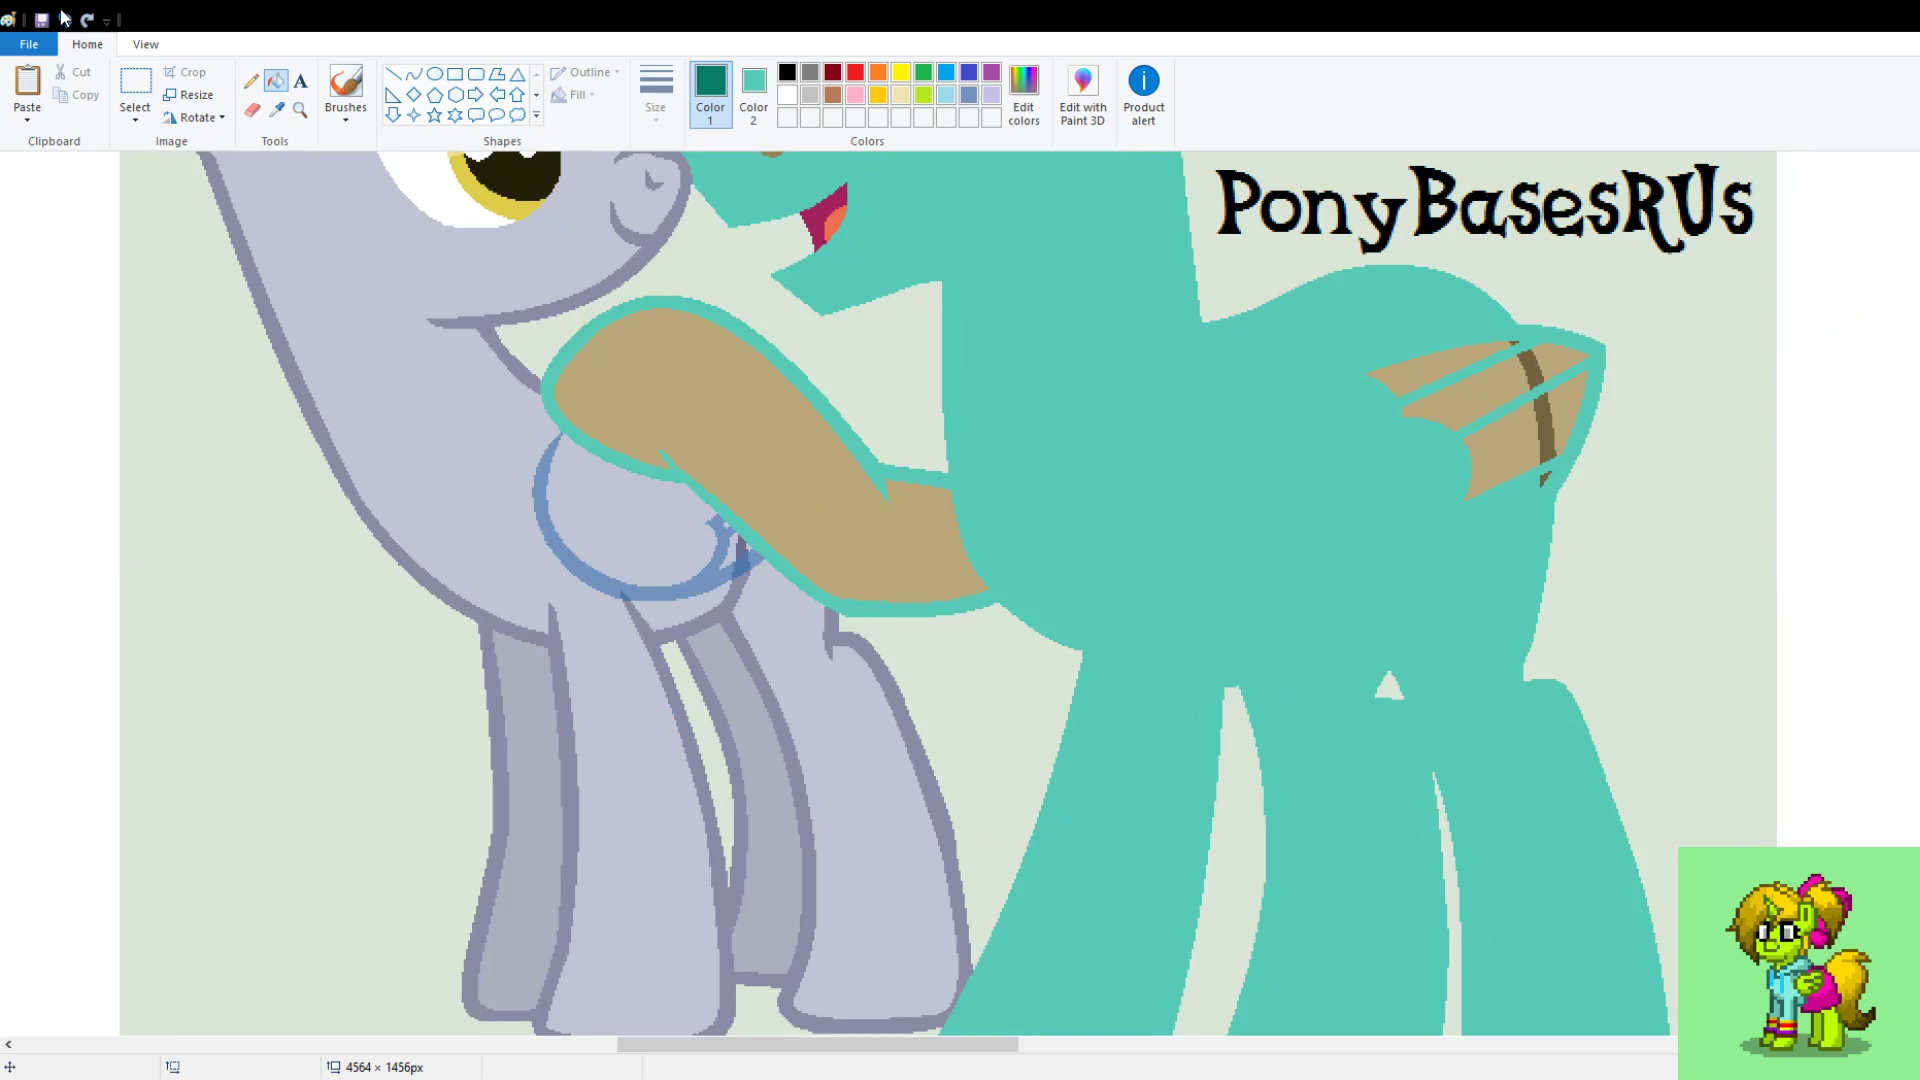 File Home View
Cut
Copy
Paste
Clipboard
Crop
Resize
Rotate
Select
Image
A
Tools
Brushes
Outline
Fill
Shapes
Size
Color 1
Color 2
Edit colors
Colors
Edit with Paint 3D
Product alert
PonyBasesRUs
4564 × 1456px